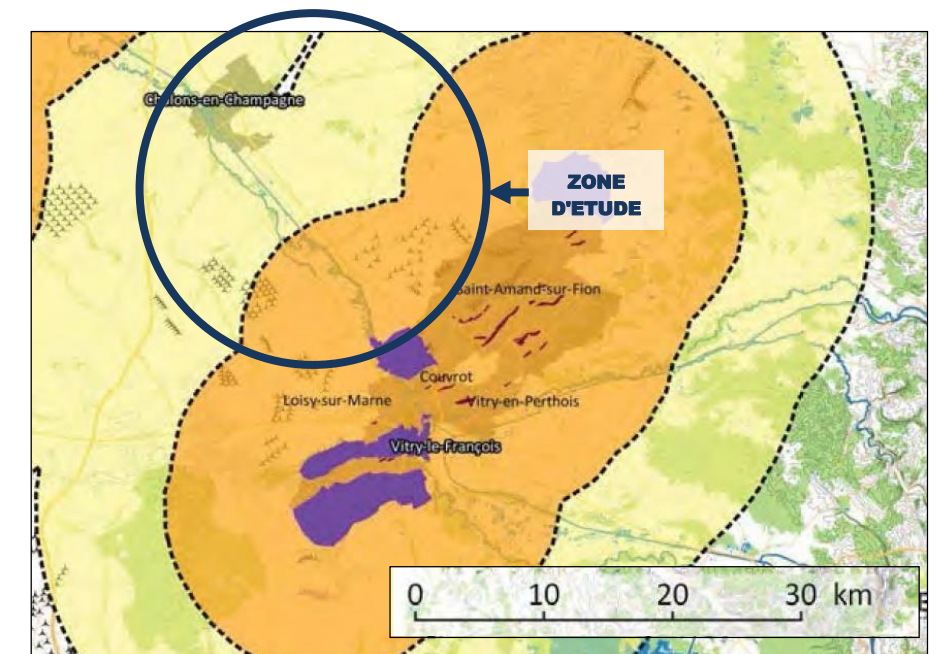 Châlons-en-Champagne
ZONE
D'ETUDE
Saint-Amand-sur-Fion
Couvrot
Loisy-sur-Marne
Vitry-en-Perthois
Vitry-le-François
0 10 20 30 km